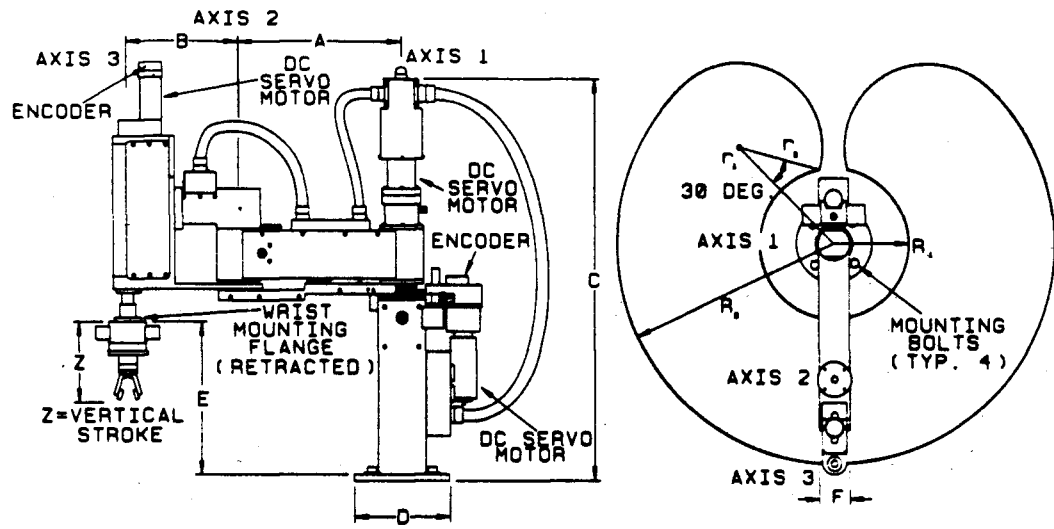 AXIS 2
B
A
AXIS 1
AXIS 3
DC
SERVO
MOTOR
ENCODER
DC
SERVO
MOTOR
ENCODER
C
WRIST
MOUNTING
FLANGE
(RETRACTED)
Z
E
Z=VERTICAL
STROKE
DC SERVO
MOTOR
D
30 DEG.
AXIS 1
MOUNTING
BOLTS
(TYP. 4)
AXIS 2
AXIS 3
F